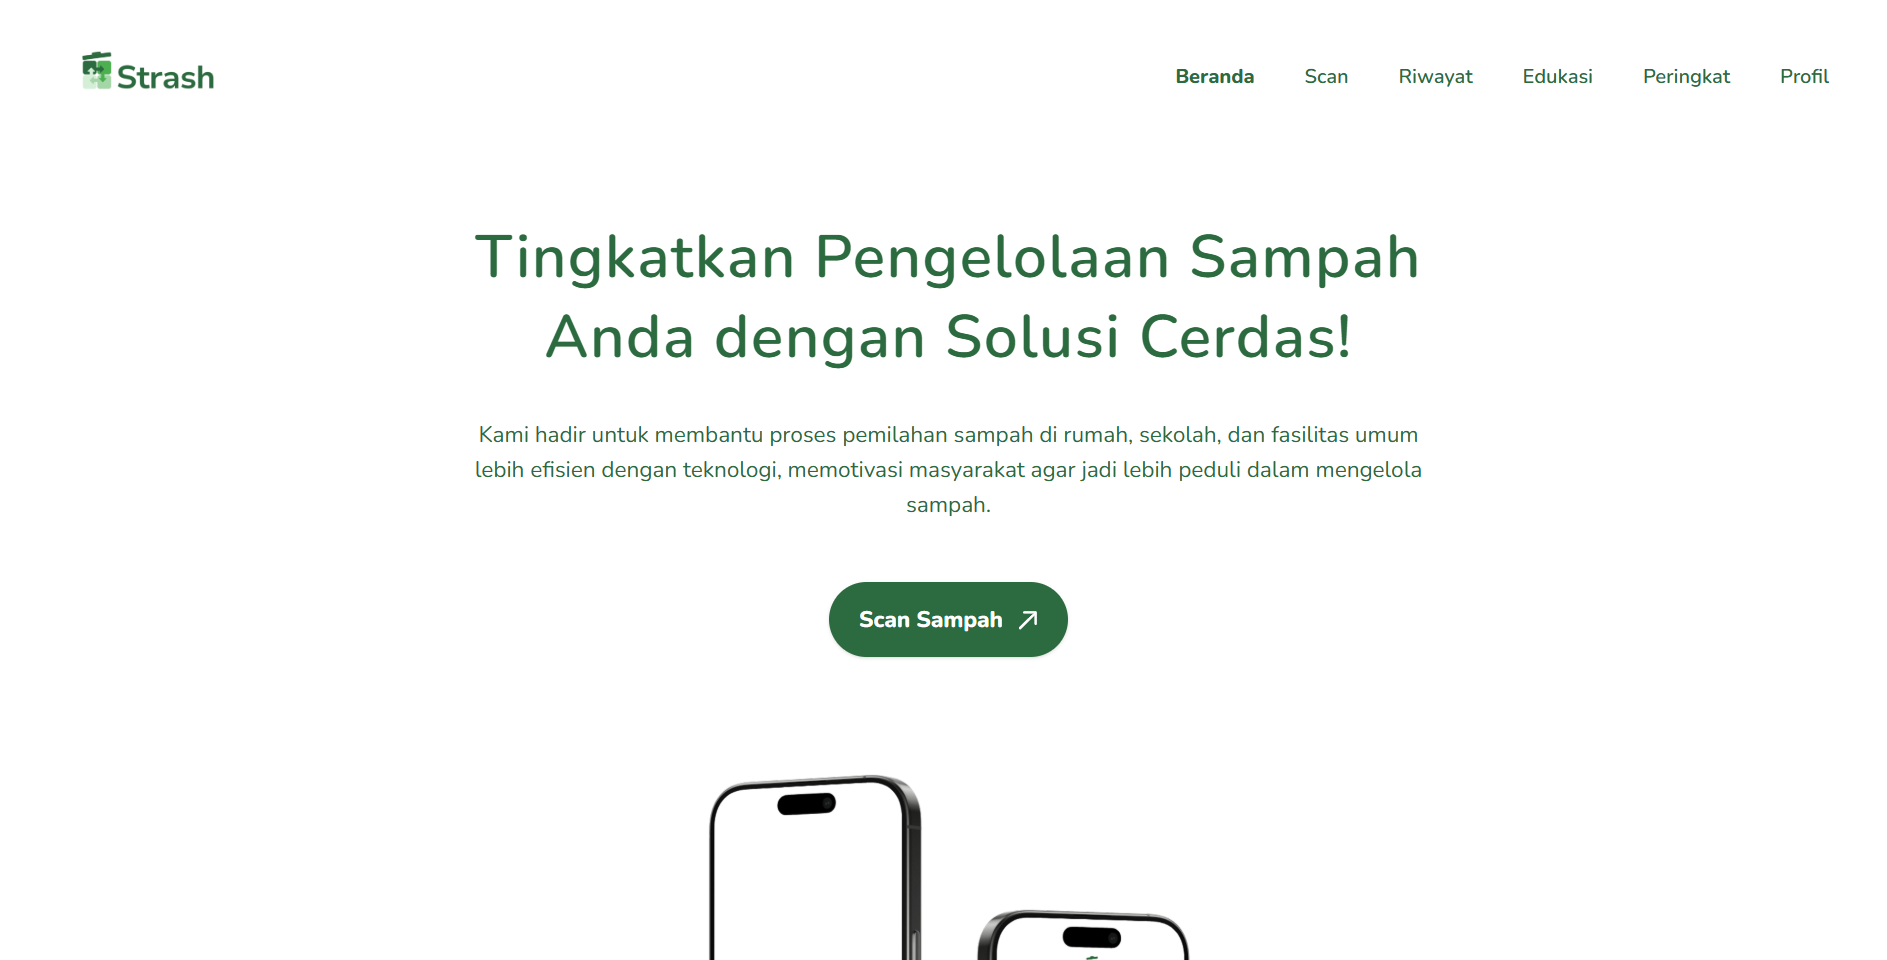 Strash
Beranda Scan Riwayat Edukasi Peringkat Profil
Tingkatkan Pengelolaan Sampah
Anda dengan Solusi Cerdas!
Kami hadir untuk membantu proses pemilahan sampah di rumah, sekolah, dan fasilitas umum
lebih efisien dengan teknologi, memotivasi masyarakat agar jadi lebih peduli dalam mengelola
sampah.
Scan Sampah